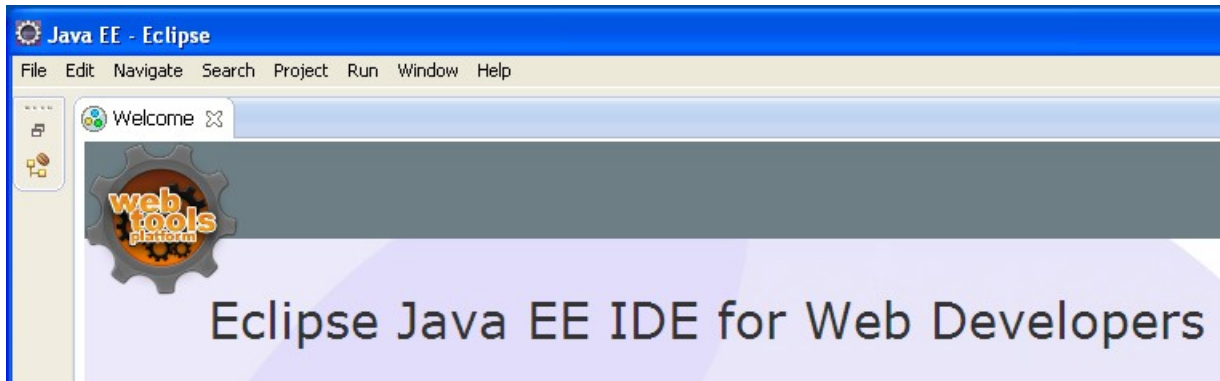 Java EE - Eclipse
File Edit Navigate Search Project Run Window Help
Welcome
web
tools
platform
Eclipse Java EE IDE for Web Developers